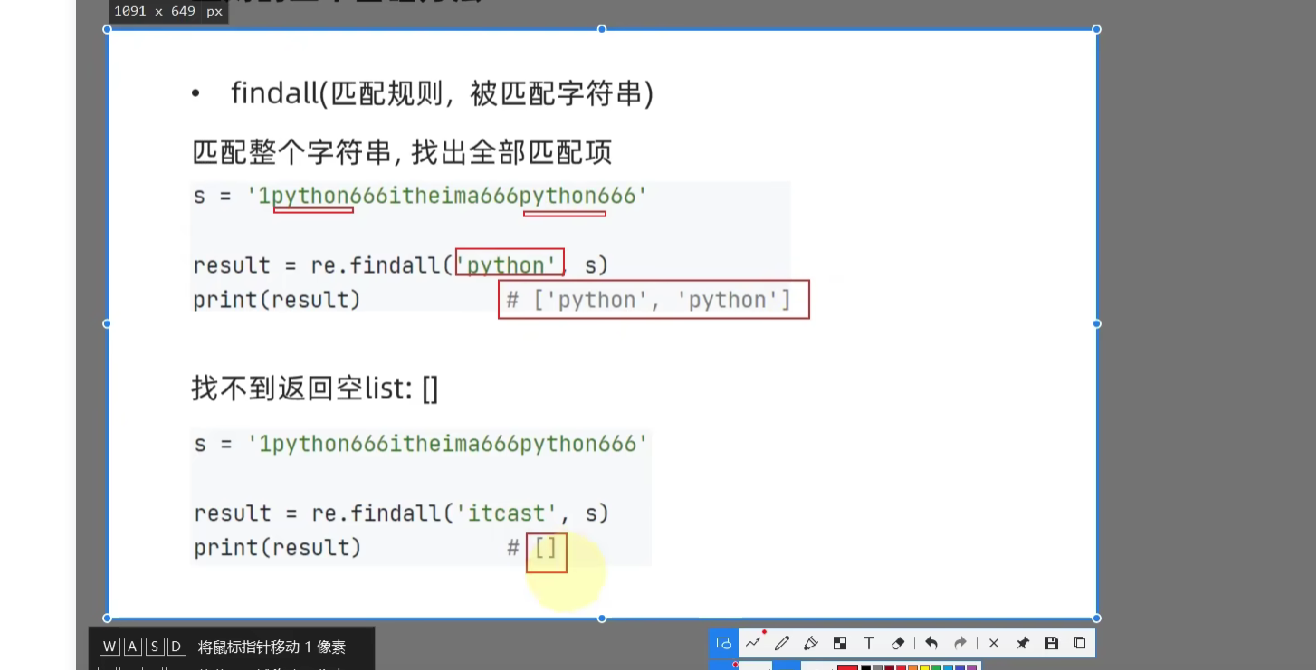 1091 x 649 px
• findall(匹配规则, 被匹配字符串)
匹配整个字符串, 找出全部匹配项
s = '1python666itheima666python666'
result = re.findall('python', s)
print(result) # ['python', 'python']
找不到返回空list: []
s = '1python666itheima666python666'
result = re.findall('itcast', s)
print(result) # []
W A S D 将鼠标指针移动 1 像素
T